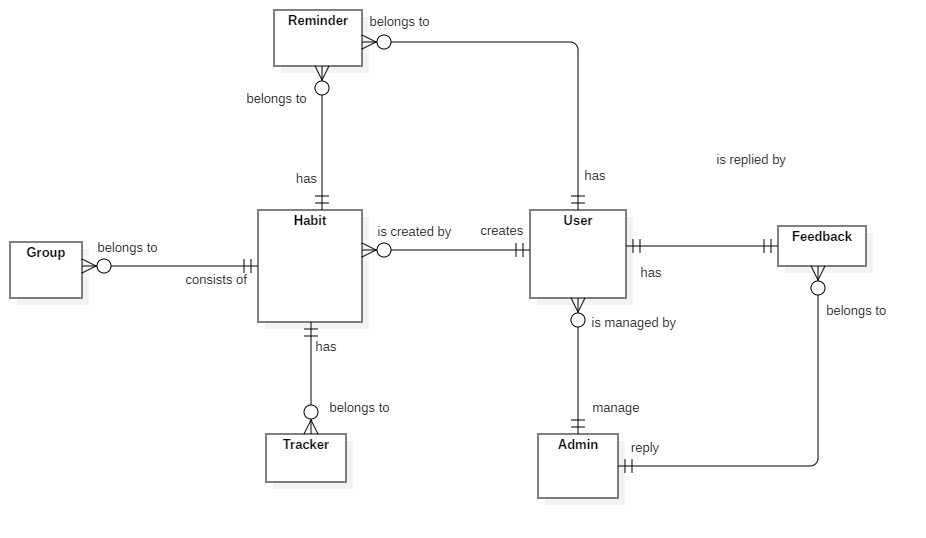 Reminder
belongs to
belongs to
is replied by
has
has
Habit
User
is created by
creates
Feedback
Group
belongs to
has
consists of
belongs to
is managed by
has
belongs to
manage
Tracker
Admin
reply